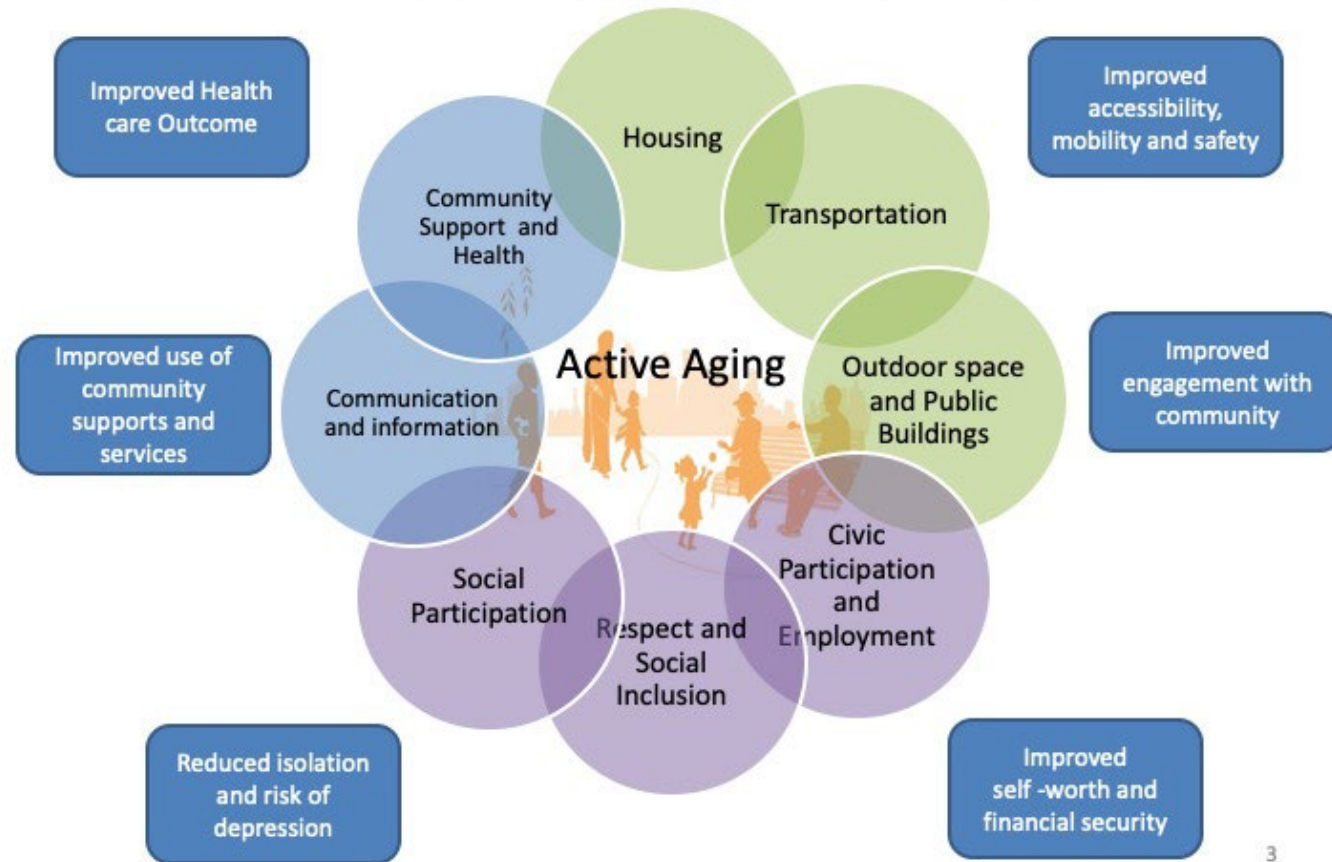 Improved Health
care Outcome
Housing
Improved
accessibility,
mobility and safety
Community
Support and
Health
Transportation
Improved use of
community
supports and
services
Communication
and information
Active Aging
Outdoor space
and Public
Buildings
Improved
engagement with
community
Social
Participation
Respect and
Social
Inclusion
Civic
Participation
and
Employment
Reduced isolation
and risk of
depression
Improved
self -worth and
financial security
3